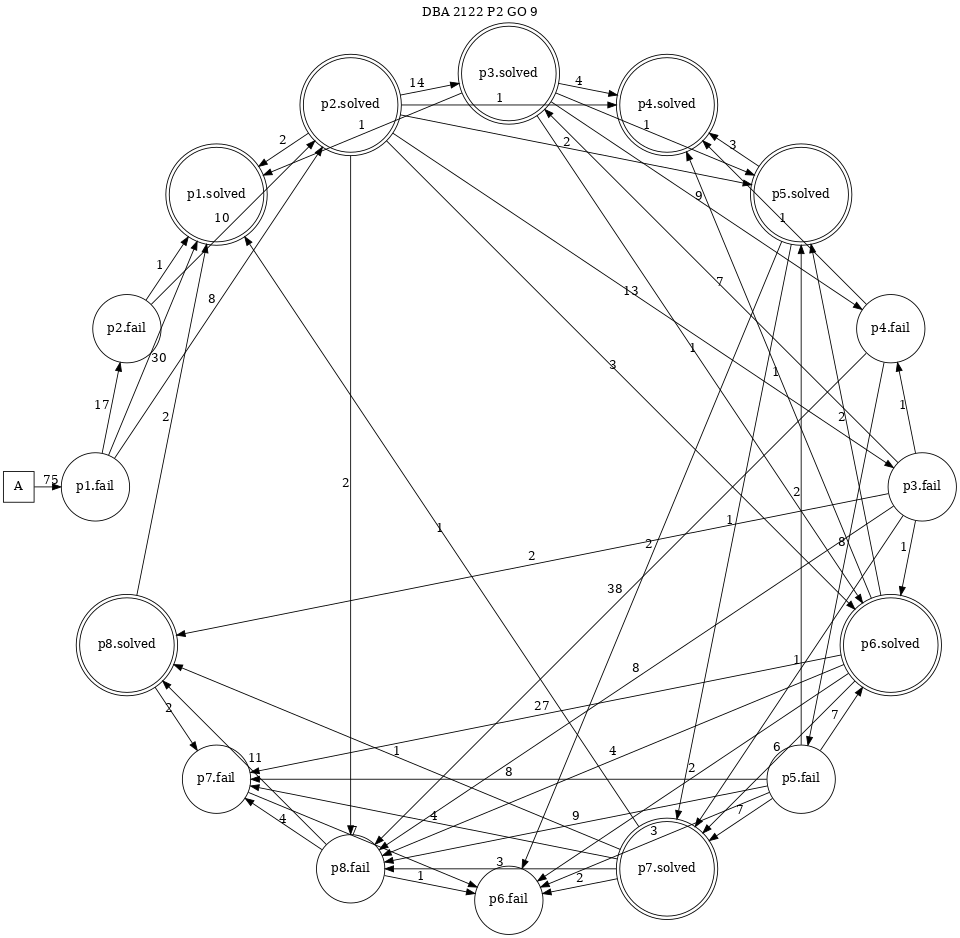 DBA 2122 P2 GO 9
p3.solved
14
4
p2.solved
1
p4.solved
1
1
2
2
3
p1.solved
p5.solved
9
10
1
1
7
8
13
p2.fail
p4.fail
1
30
3
1
17
1
2
2
75
2
2
A
p1.fail
p3.fail
1
1
2
2
8
1
38
p8.solved
p6.solved
8
1
2
27
7
6
4
1
11
8
2
p7.fail
p5.fail
4
9
7
4
7
3
3
p8.fail
1
2
p7.solved
p6.fail